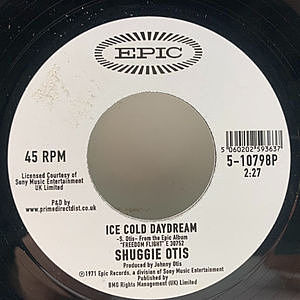 EPIC
45 RPM
Licensed Courtesy of
Sony Music Entertainment
UK Limited
P&D by
www.primedirectdist.co.uk
5 060202 593637
5-10798P
2:27
ICE COLD DAYDREAM
-S. Otis- From the Epic Album
"FREEDOM FLIGHT" E 30752
SHUGGIE OTIS
Produced by Johnny Otis
℗ 1971 Epic Records, a division of Sony Music Entertainment
Published by
BMG Rights Management (UK) Limited